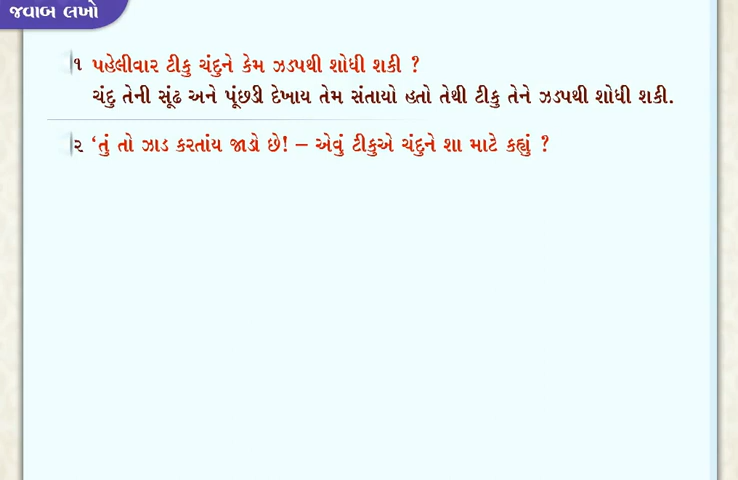 જવાબ લખો
૧ પહેલીવાર ટીકુ ચંદુને કેમ ઝડપથી શોધી શકી ?
ચંદુ તેની સૂંઢ અને પૂંછડી દેખાય તેમ સંતાયો હતો તેથી ટીકુ તેને ઝડપથી શોધી શકી.
૨ ‘તું તો ઝાડ કરતાંય જાડો છે! – એવું ટીકુએ ચંદુને શા માટે કહ્યું ?